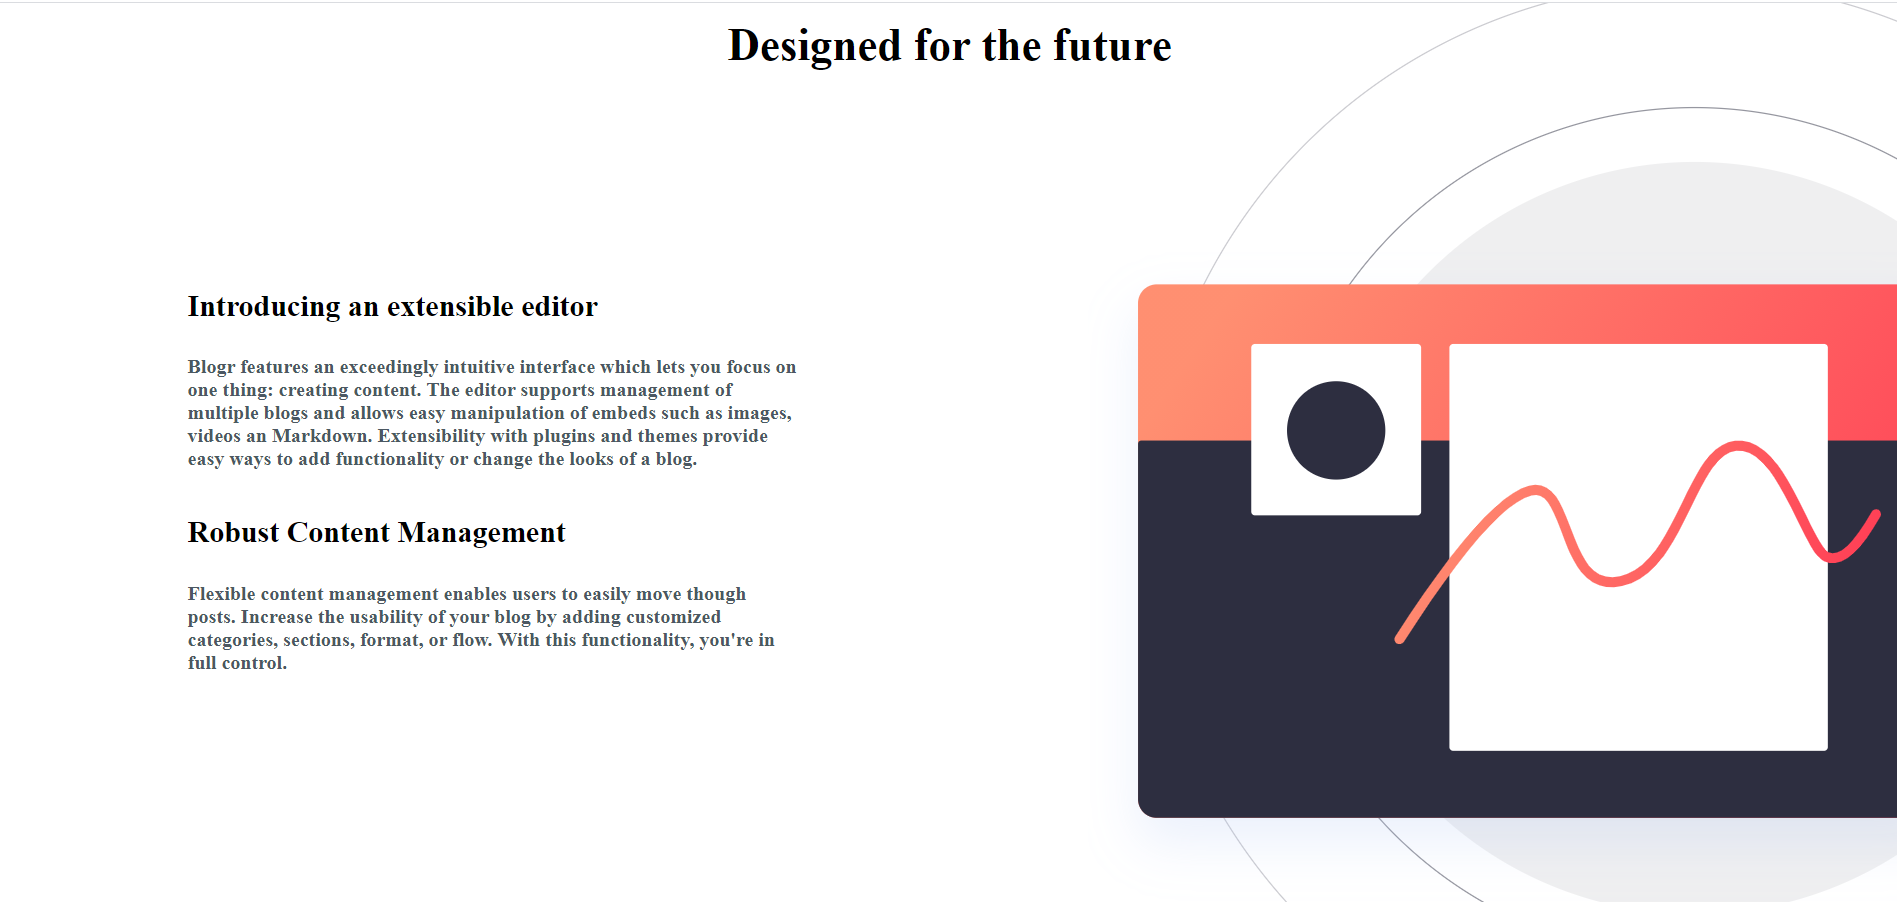 Designed for the future
Introducing an extensible editor
Blogr features an exceedingly intuitive interface which lets you focus on
one thing: creating content. The editor supports management of
multiple blogs and allows easy manipulation of embeds such as images,
videos an Markdown. Extensibility with plugins and themes provide
easy ways to add functionality or change the looks of a blog.
Robust Content Management
Flexible content management enables users to easily move though
posts. Increase the usability of your blog by adding customized
categories, sections, format, or flow. With this functionality, you're in
full control.